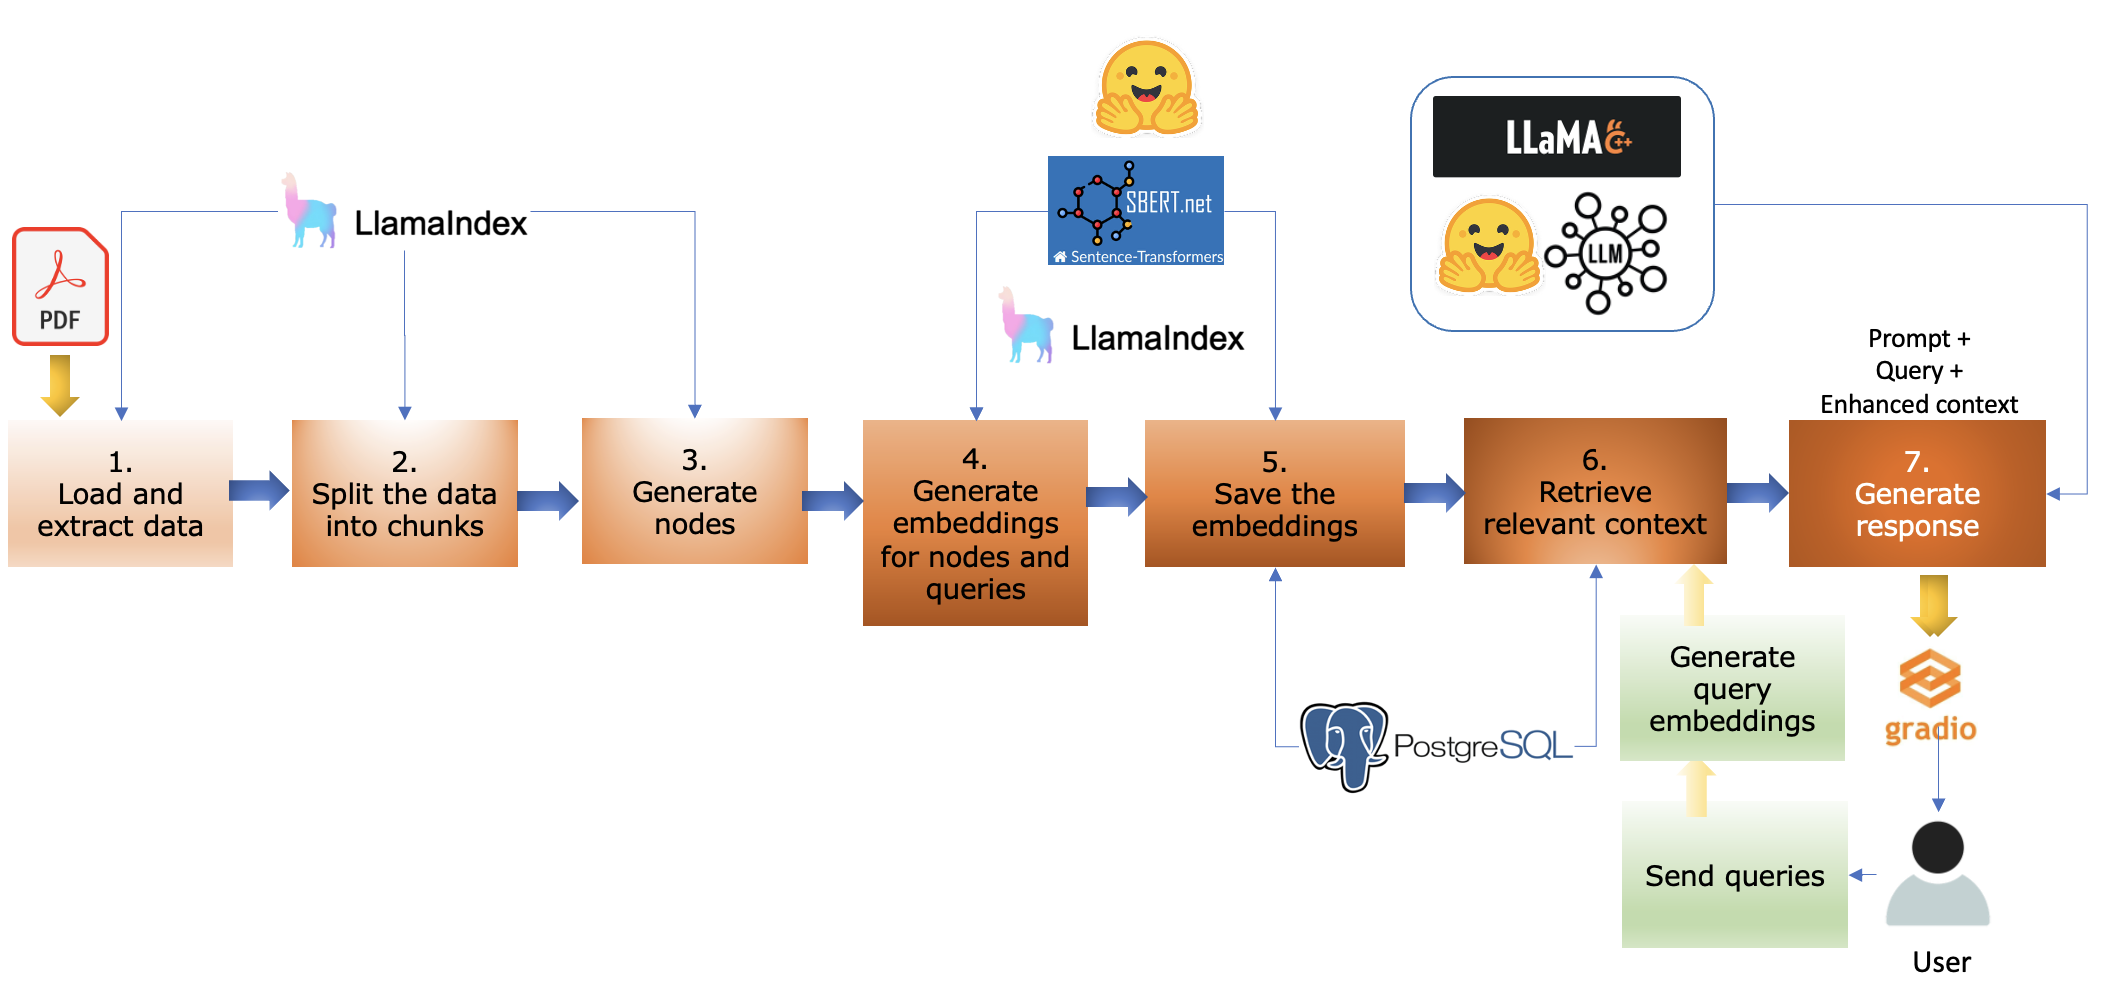 PDF
LlamaIndex
SBERT.net
Sentence-Transformers
LlamaIndex
LLaMA C++
LLM
Prompt +
Query +
Enhanced context
1.
Load and
extract data
2.
Split the data
into chunks
3.
Generate
nodes
4.
Generate
embeddings
for nodes and
queries
5.
Save the
embeddings
6.
Retrieve
relevant context
7.
Generate
response
PostgreSQL
Generate
query
embeddings
gradio
Send queries
User